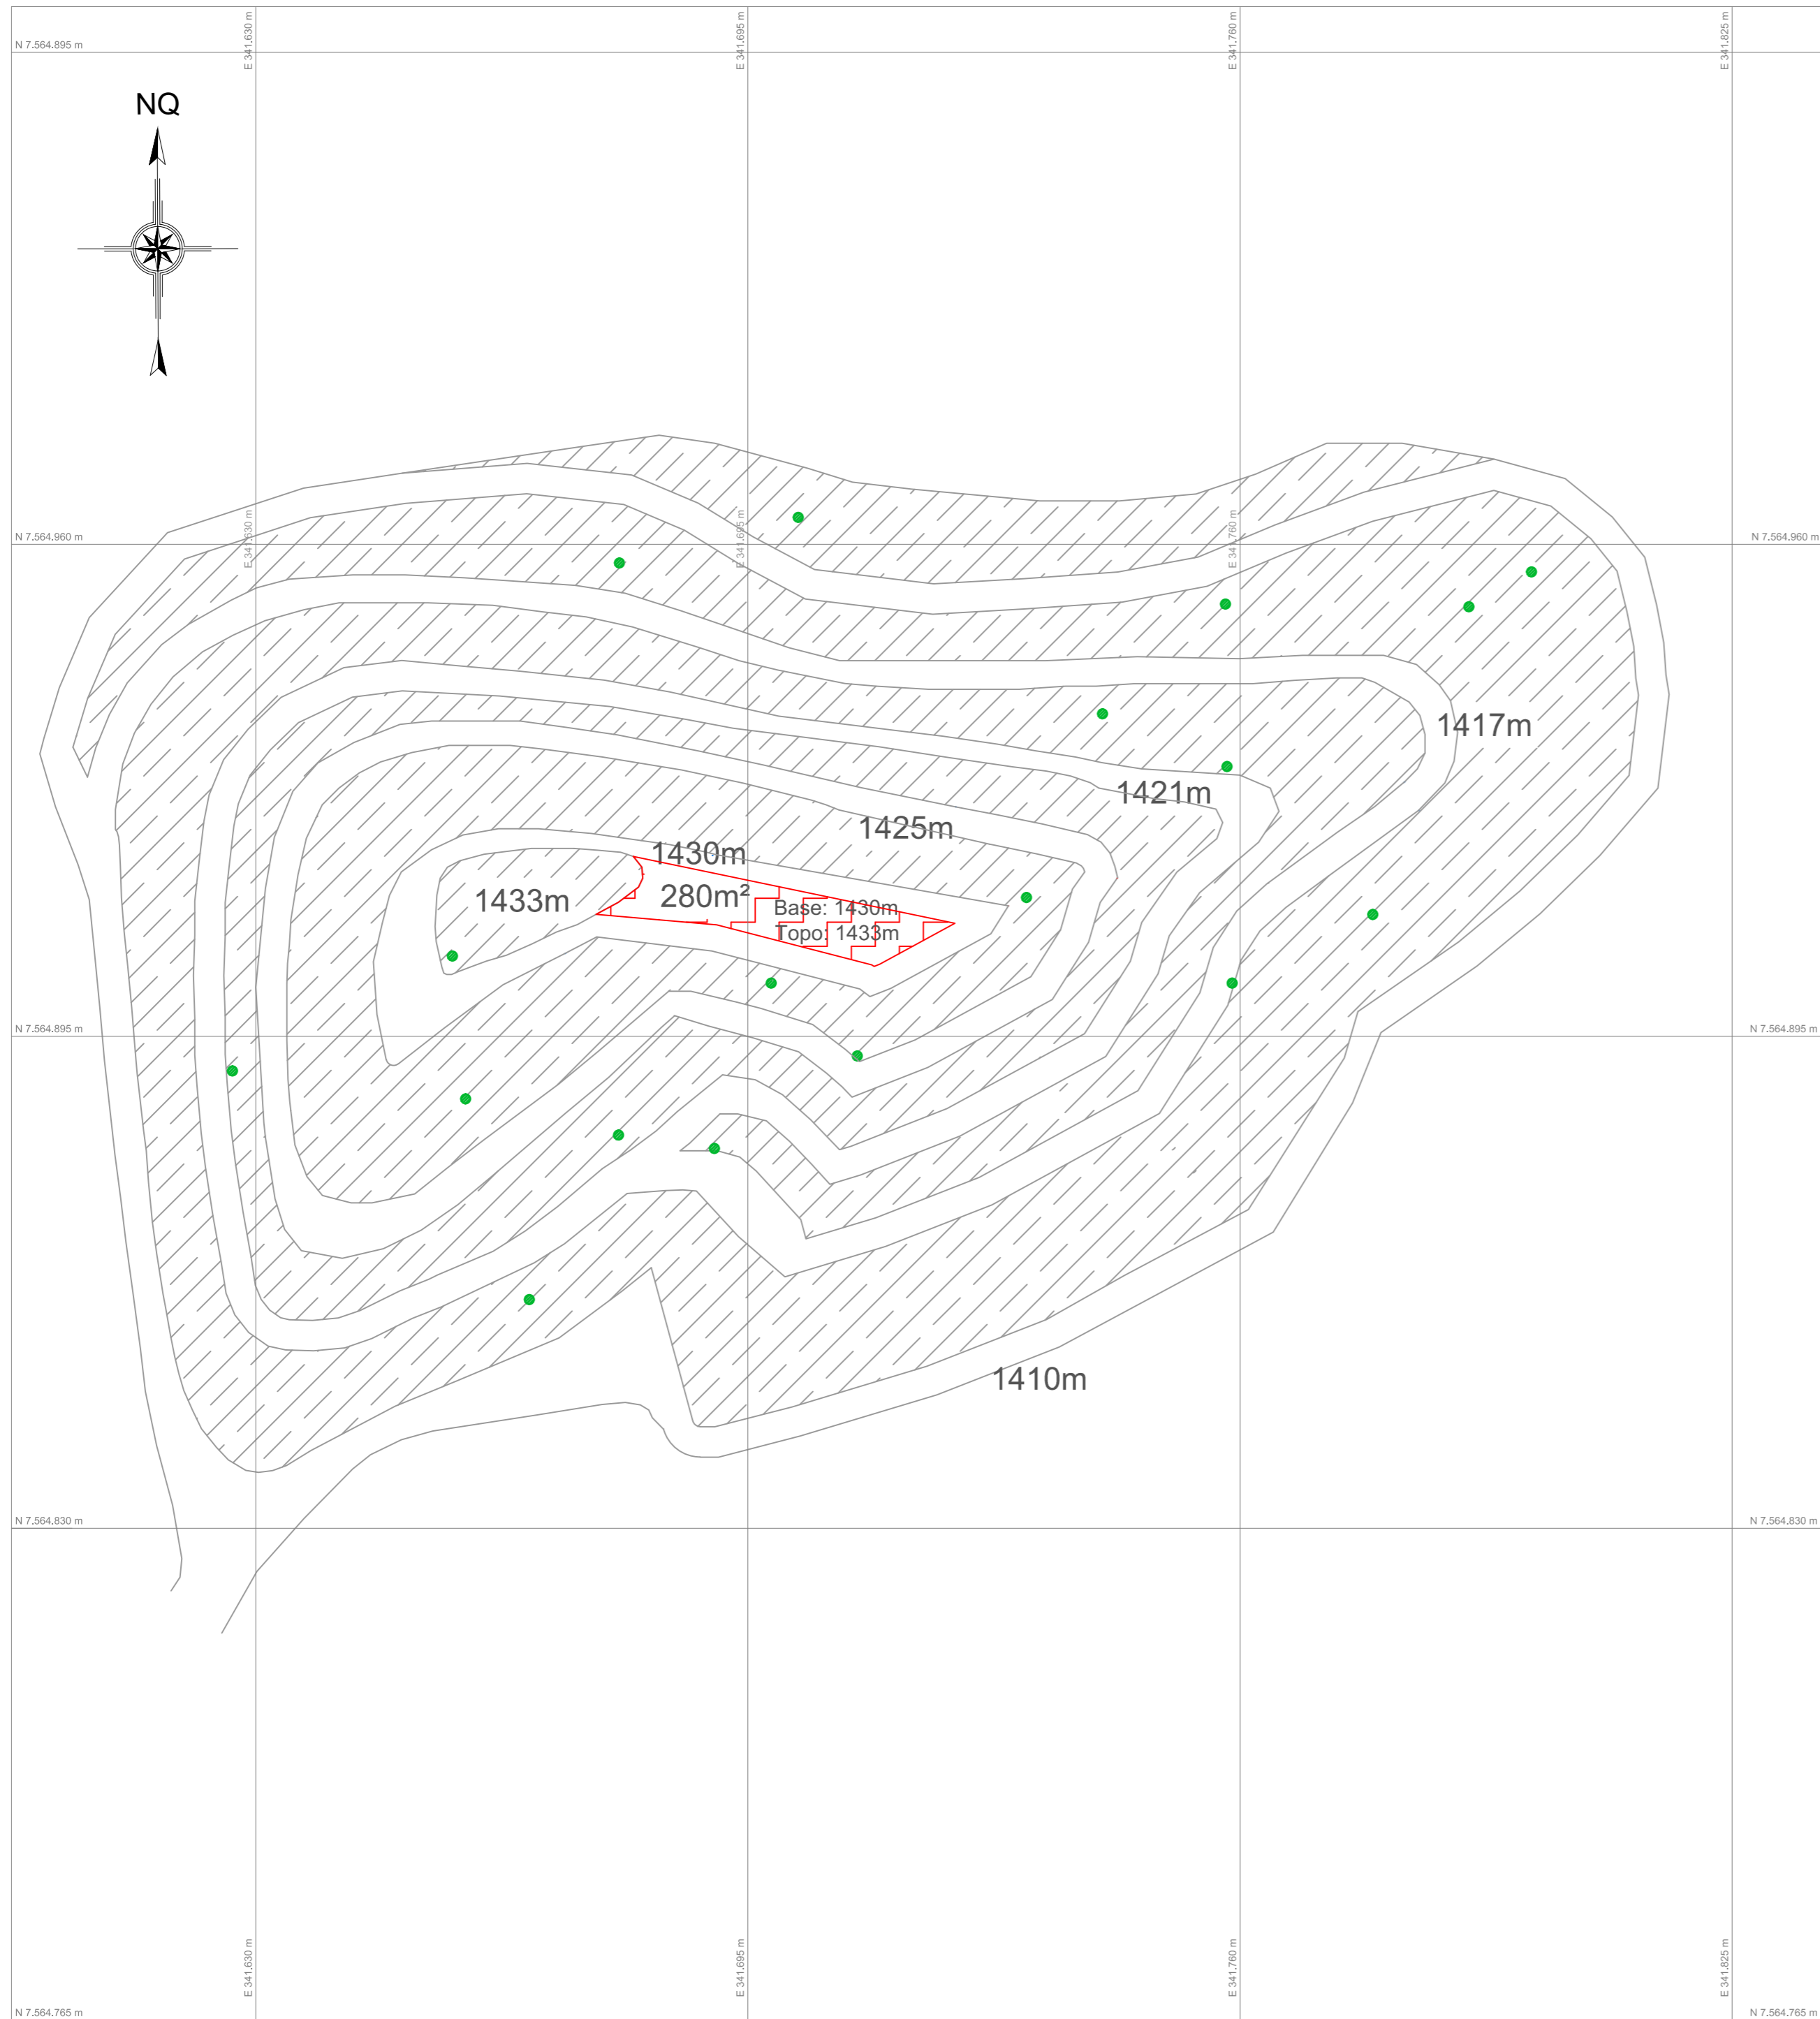 E 341.630 m
E 341.695 m
E 341.760 m
E 341.825 m
N 7.564.895 m
NQ
N 7.564.960 m
E 341.630 m
E 341.695 m
E 341.760 m
N 7.564.960 m
1417m
1421m
1425m
1430m
1433m
280m²
Base: 1430m
Topo: 1433m
N 7.564.895 m
N 7.564.895 m
1410m
N 7.564.830 m
N 7.564.830 m
E 341.630 m
E 341.695 m
E 341.760 m
E 341.825 m
N 7.564.765 m
N 7.564.765 m